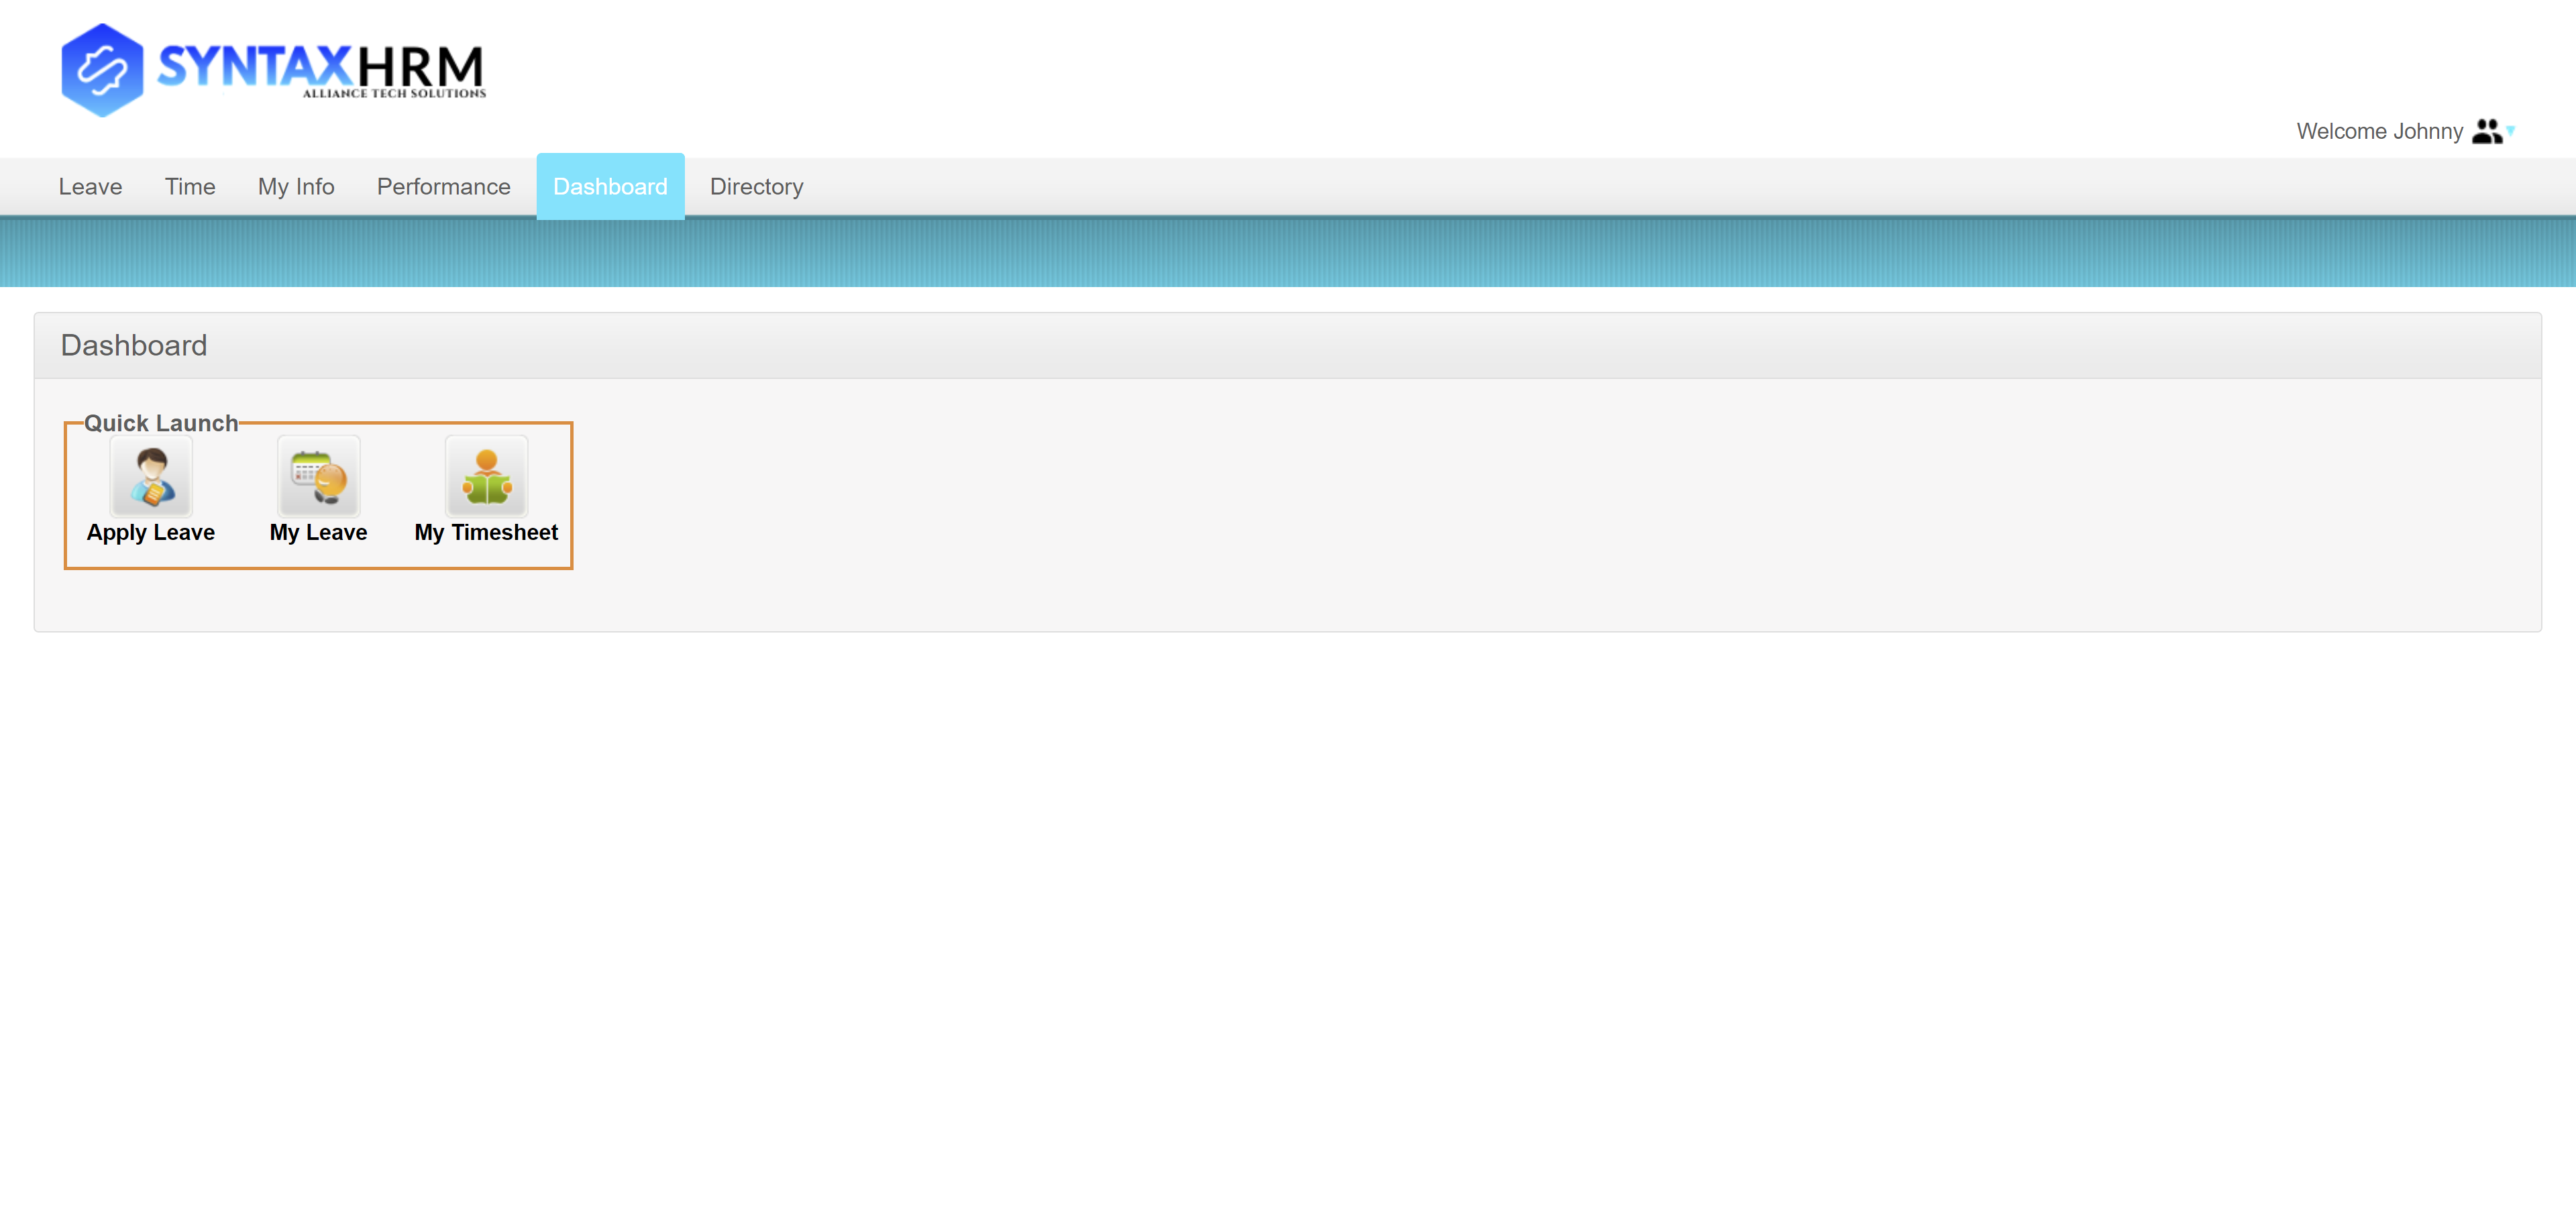 SYNTAXHRM
ALLIANCE TECH SOLUTIONS
Welcome Johnny
Leave Time My Info Performance Dashboard Directory
Dashboard
Quick Launch
Apply Leave My Leave My Timesheet